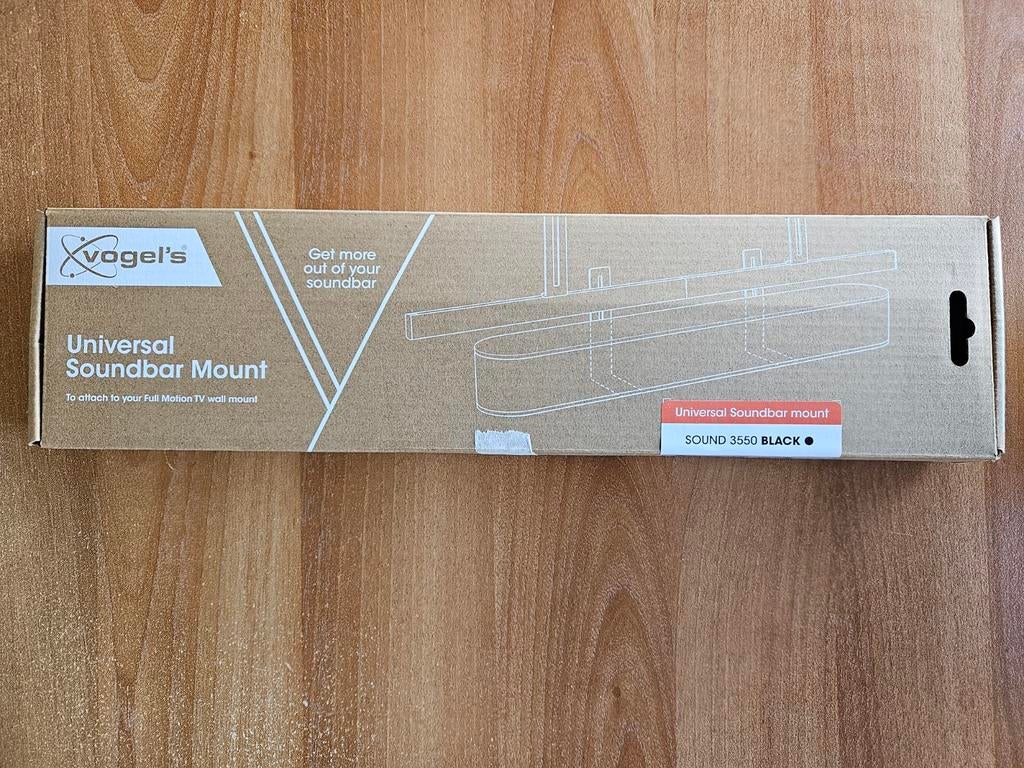 vogel's®
Get more
out of your
soundbar
Universal
Soundbar Mount
To attach to your Full Motion TV wall mount
Universal Soundbar mount
SOUND 3550 BLACK ●